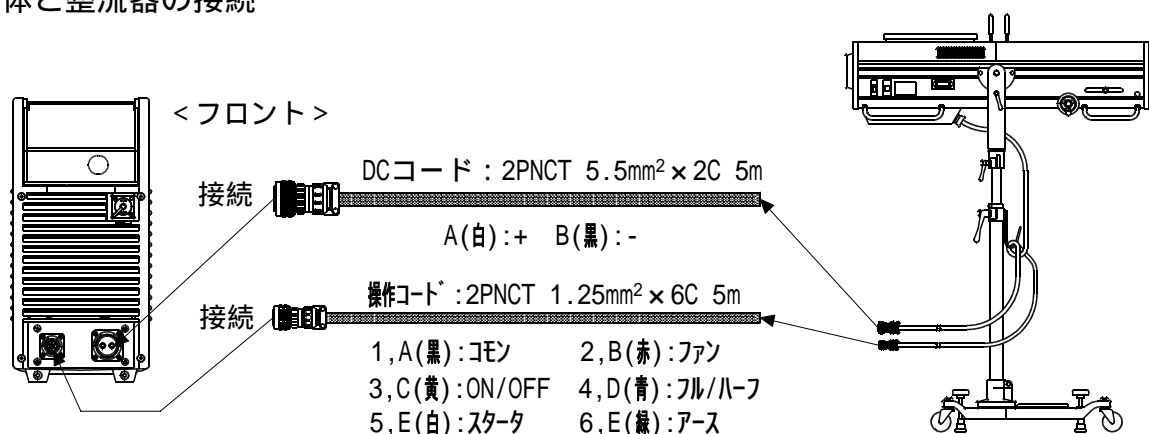 体と整流器の接続
<フロント>
DCコード:2PNCT 5.5mm²×2C 5m
接続
A(白):+ B(黒):-
操作コード:2PNCT 1.25mm²×6C 5m
接続
1,A(黒):コモン 2,B(赤):ファン
3,C(黄):ON/OFF 4,D(青):フル/ハーフ
5,E(白):スタータ 6,E(緑):アース